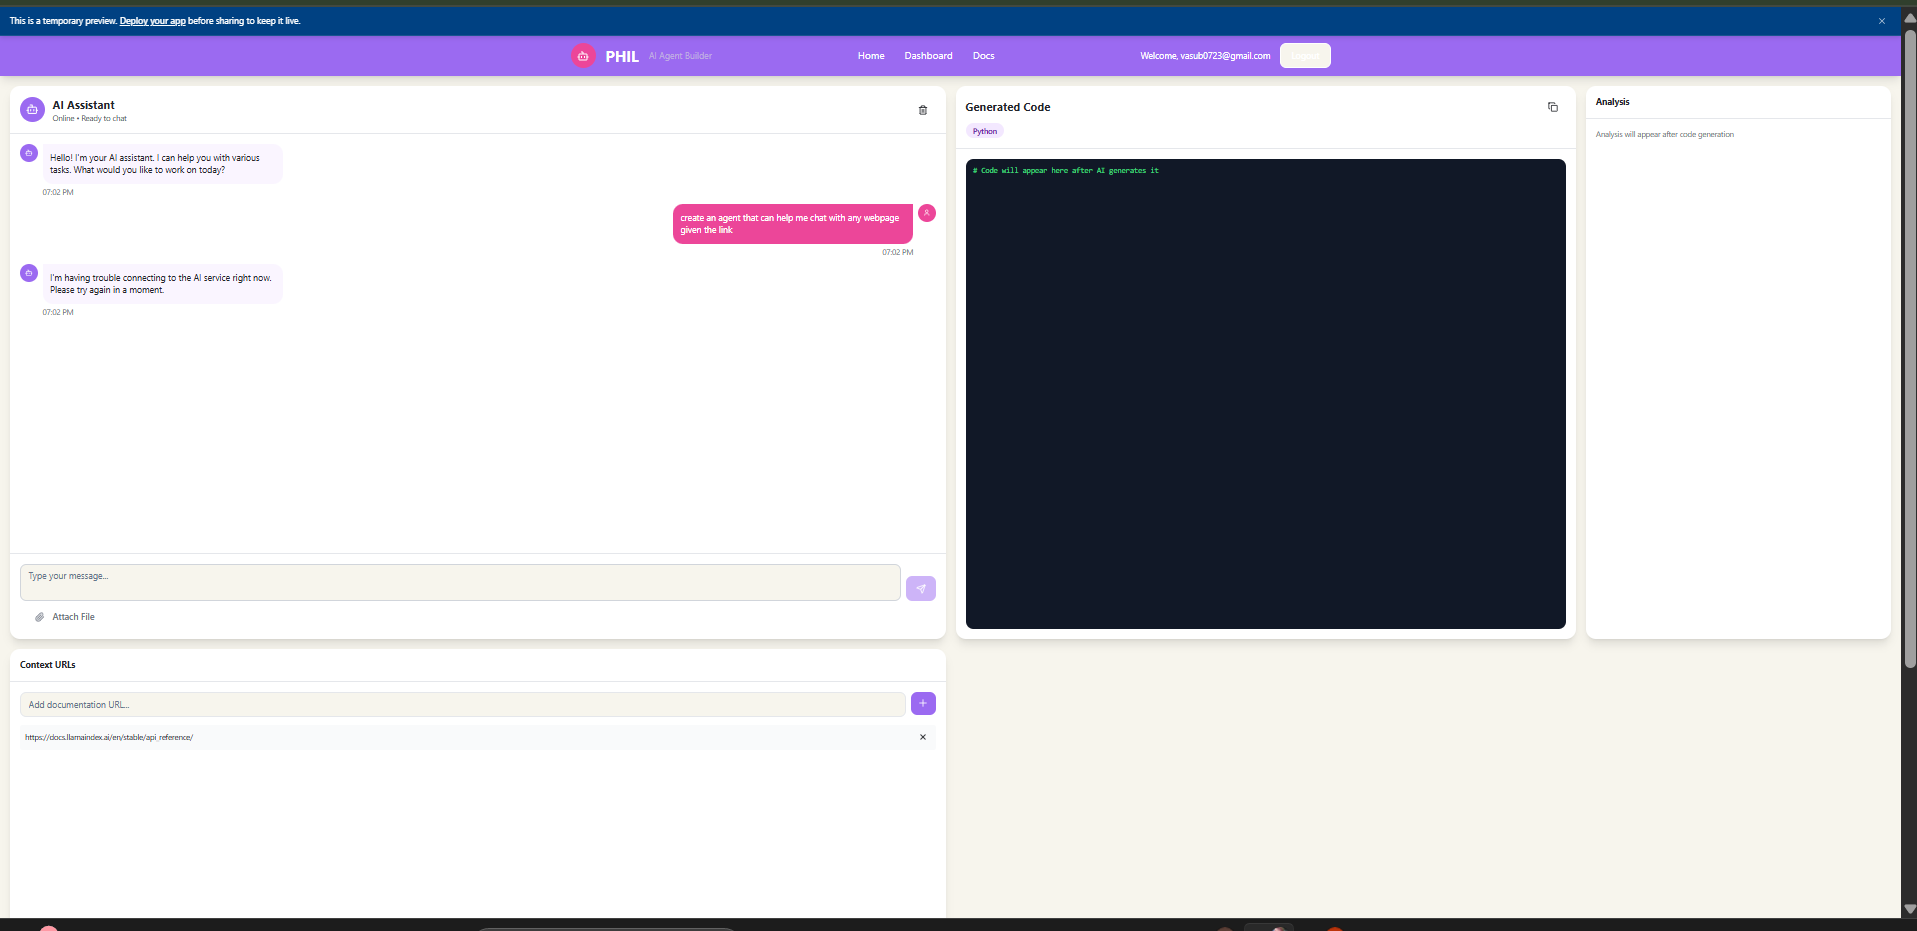 This is a temporary preview. Deploy your app before sharing to keep it live.
PHIL
AI Agent Builder
Home
Dashboard
Docs
Welcome, vasub0723@gmail.com
AI Assistant
Online • Ready to chat
Hello! I'm your AI assistant. I can help you with various
tasks. What would you like to work on today?
07:02 PM
create an agent that can help me chat with any webpage
given the link
07:02 PM
I'm having trouble connecting to the AI service right now.
Please try again in a moment.
07:02 PM
Type your message...
Attach File
Context URLs
Add documentation URL...
https://docs.llamaindex.ai/en/stable/api_reference/
Generated Code
Python
# Code will appear here after AI generates it
Analysis
Analysis will appear after code generation